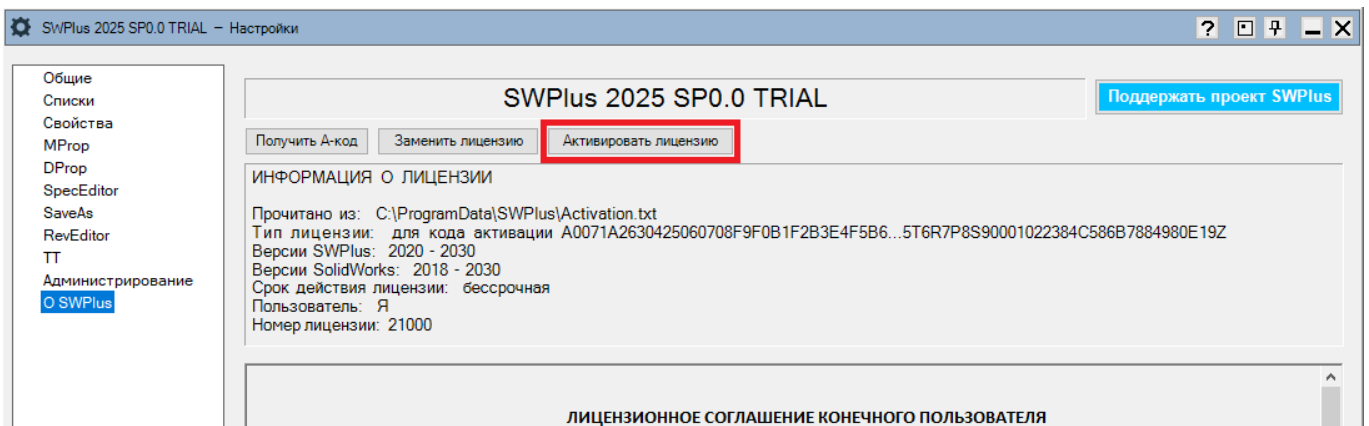 SWPlus 2025 SP0.0 TRIAL – Настройки
Общие
Списки
Свойства
MProp
DProp
SpecEditor
SaveAs
RevEditor
TT
Администрирование
О SWPlus
SWPlus 2025 SP0.0 TRIAL
Поддержать проект SWPlus
Получить А-код
Заменить лицензию
Активировать лицензию
ИНФОРМАЦИЯ О ЛИЦЕНЗИИ
Прочитано из: C:\ProgramData\SWPlus\Activation.txt
Тип лицензии: для кода активации A0071A2630425060708F9F0B1F2B3E4F5B6...5T6R7P8S90001022384C586B7884980E19Z
Версии SWPlus: 2020 - 2030
Версии SolidWorks: 2018 - 2030
Срок действия лицензии: бессрочная
Пользователь: Я
Номер лицензии: 21000
ЛИЦЕНЗИОННОЕ СОГЛАШЕНИЕ КОНЕЧНОГО ПОЛЬЗОВАТЕЛЯ